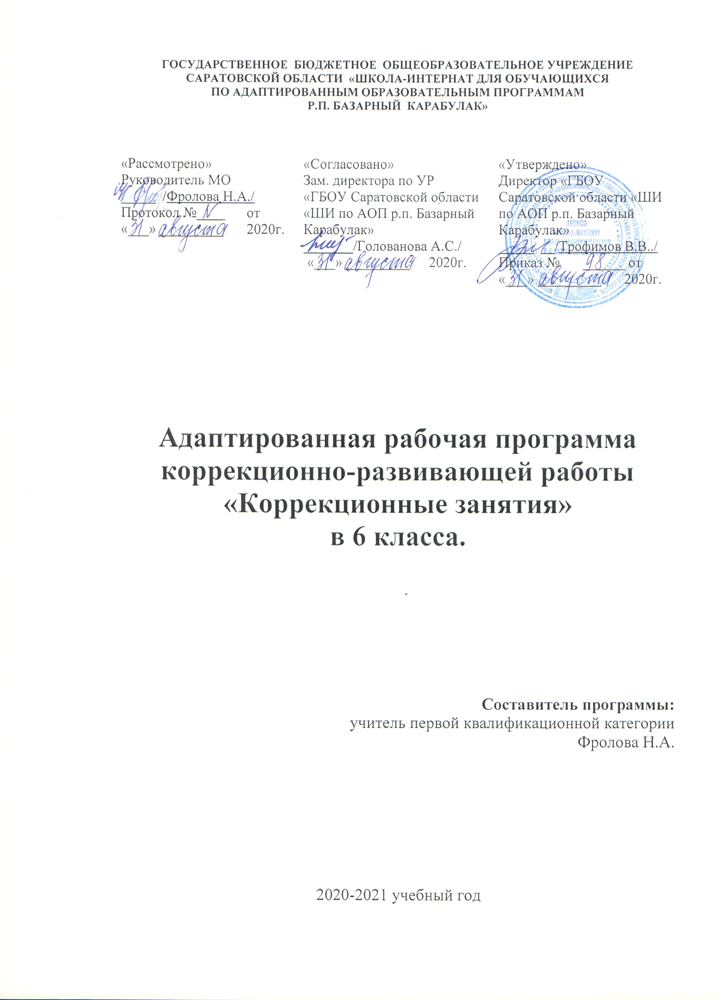 ГОСУДАРСТВЕННОЕ БЮДЖЕТНОЕ ОБЩЕОБРАЗОВАТЕЛЬНОЕ УЧРЕЖДЕНИЕ
САРАТОВСКОЙ ОБЛАСТИ «ШКОЛА-ИНТЕРНАТ ДЛЯ ОБУЧАЮЩИХСЯ
ПО АДАПТИРОВАННЫМ ОБРАЗОВАТЕЛЬНЫМ ПРОГРАММАМ
Р.П. БАЗАРНЫЙ КАРАБУЛАК»
«Рассмотрено»
Руководитель МО
/Фролова Н.А./
Протокол № от
«31» августа 2020г.
«Согласовано»
Зам. директора по УР
«ГБОУ Саратовской области
«ШИ по АОП р.п. Базарный
Карабулак»
/Голованова А.С./
«31» августа 2020г.
«Утверждено»
Директор «ГБОУ
Саратовской области «ШИ
по АОП р.п. Базарный
Карабулак»
/Трофимов В.В../
Приказ № 98 от
«31» августа 2020г.
ГБОУ СО
ШКОЛА-ИНТЕРНАТ
Адаптированная рабочая программа
коррекционно-развивающей работы
«Коррекционные занятия»
в 6 класса.
Составитель программы:
учитель первой квалификационной категории
Фролова Н.А.
2020-2021 учебный год